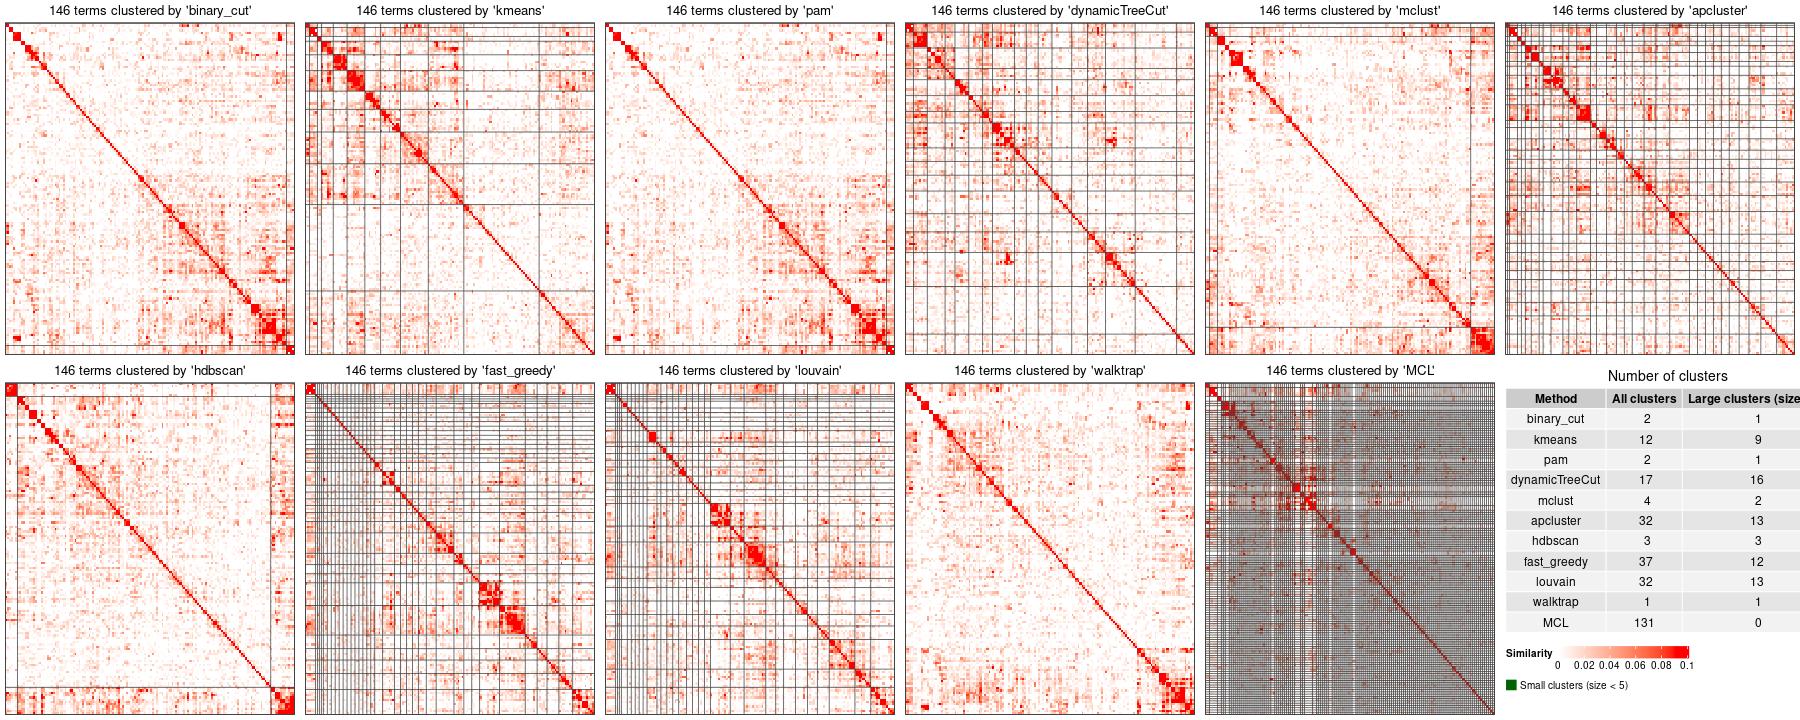 146 terms clustered by 'binary_cut'
146 terms clustered by 'kmeans'
146 terms clustered by 'pam'
146 terms clustered by 'dynamicTreeCut'
146 terms clustered by 'mclust'
146 terms clustered by 'apcluster'
146 terms clustered by 'hdbscan'
146 terms clustered by 'fast_greedy'
146 terms clustered by 'louvain'
146 terms clustered by 'walktrap'
146 terms clustered by 'MCL'
Number of clusters
Method All clusters Large clusters (size
binary_cut 2 1
kmeans 12 9
pam 2 1
dynamicTreeCut 17 16
mclust 4 2
apcluster 32 13
hdbscan 3 3
fast_greedy 37 12
louvain 32 13
walktrap 1 1
MCL 131 0
Similarity
0 0.02 0.04 0.06 0.08 0.1
Small clusters (size < 5)